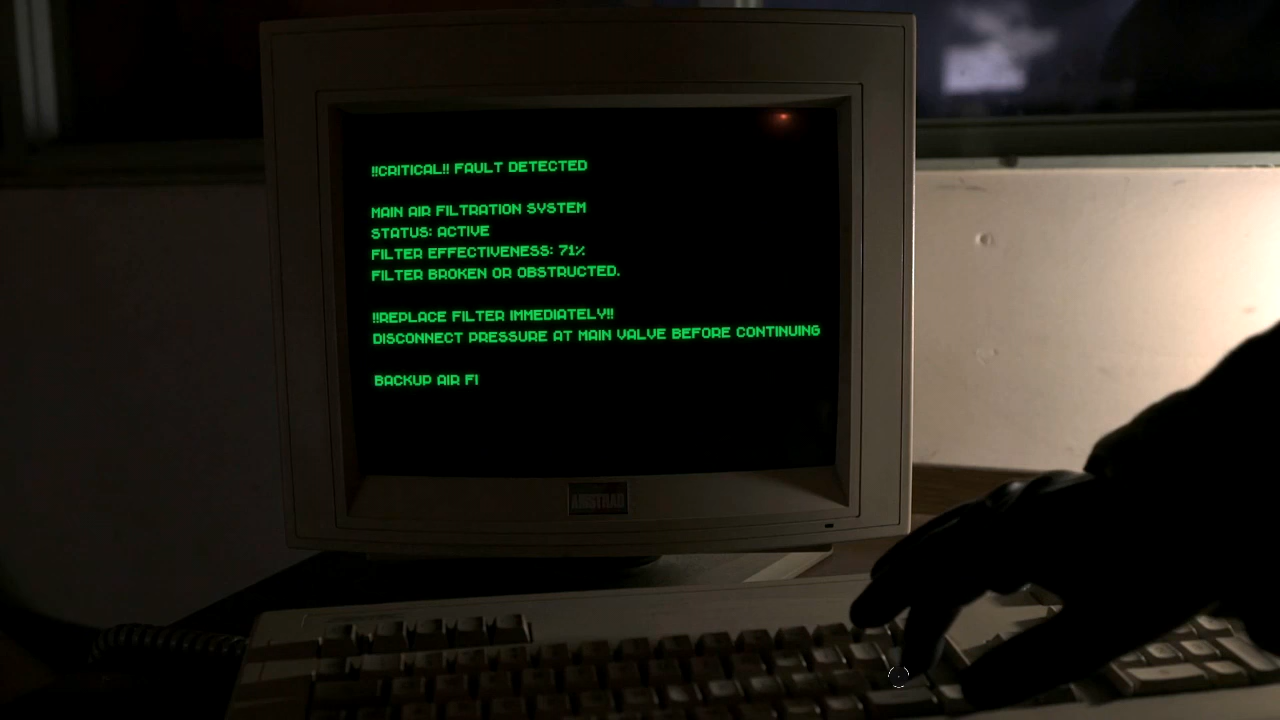 !!CRITICAL!! FAULT DETECTED
MAIN AIR FILTRATION SYSTEM
STATUS: ACTIVE
FILTER EFFECTIVENESS: 71%
FILTER BROKEN OR OBSTRUCTED.
!!REPLACE FILTER IMMEDIATELY!!
DISCONNECT PRESSURE AT MAIN VALVE BEFORE CONTINUING
BACKUP AIR FI